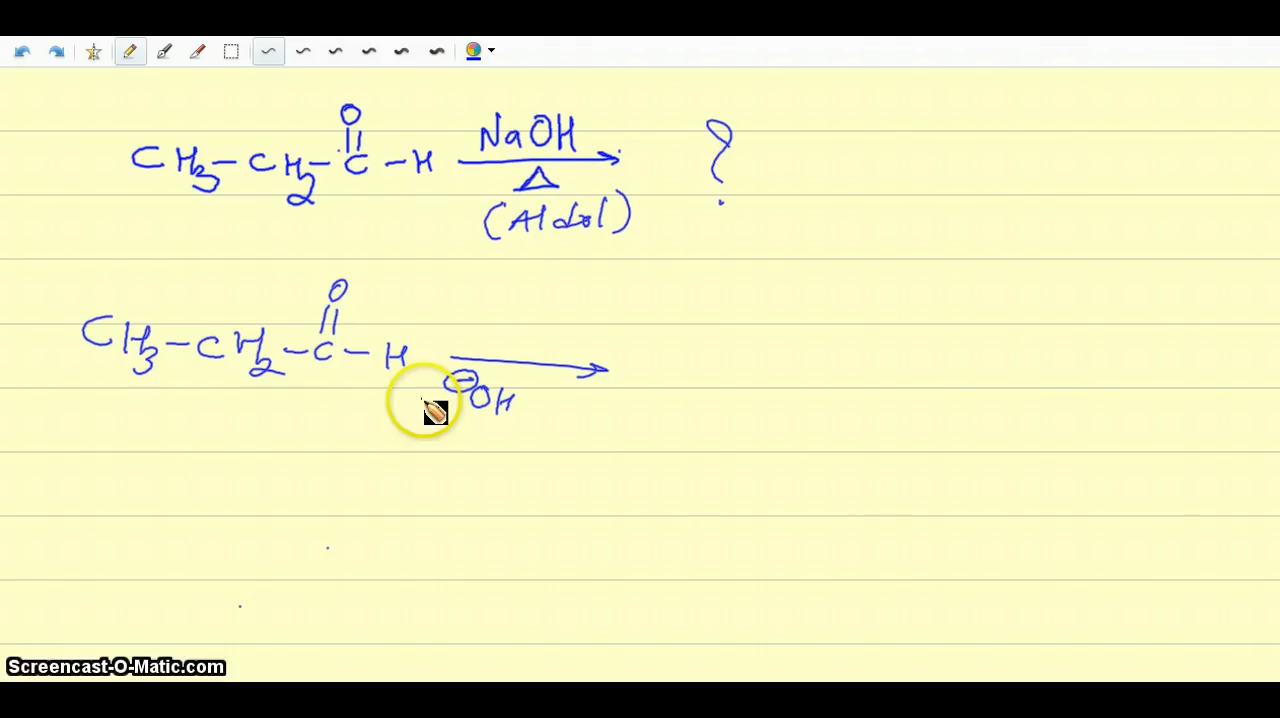 O
CH3-CH2-C-H NaOH ?
Δ
(Aldol)
O
CH3-CH2-C-H
⊖OH
Screencast-O-Matic.com